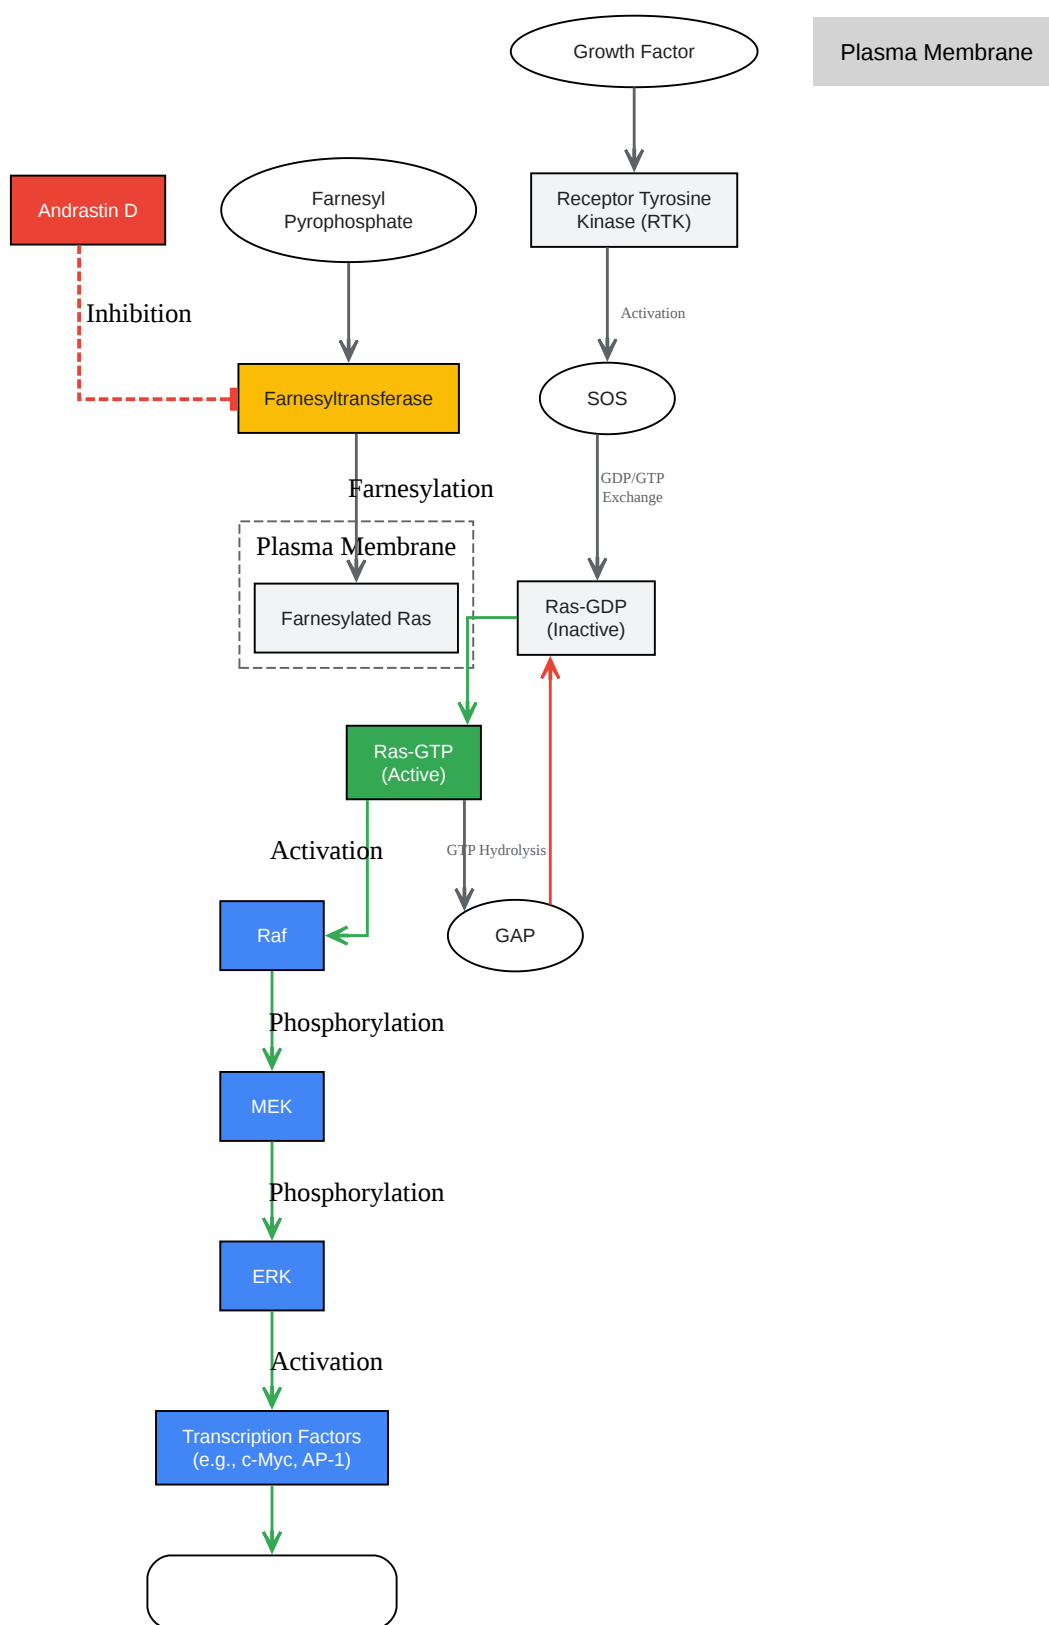 Growth Factor
Plasma Membrane
Andrastin D
Farnesyl
Pyrophosphate
Receptor Tyrosine
Kinase (RTK)
Inhibition
Activation
Farnesyltransferase
SOS
Farnesylation
GDP/GTP
Exchange
Plasma Membrane
Farnesylated Ras
Ras-GDP
(Inactive)
Ras-GTP
(Active)
Activation
GTP Hydrolysis
Raf
GAP
Phosphorylation
MEK
Phosphorylation
ERK
Activation
Transcription Factors
(e.g., c-Myc, AP-1)